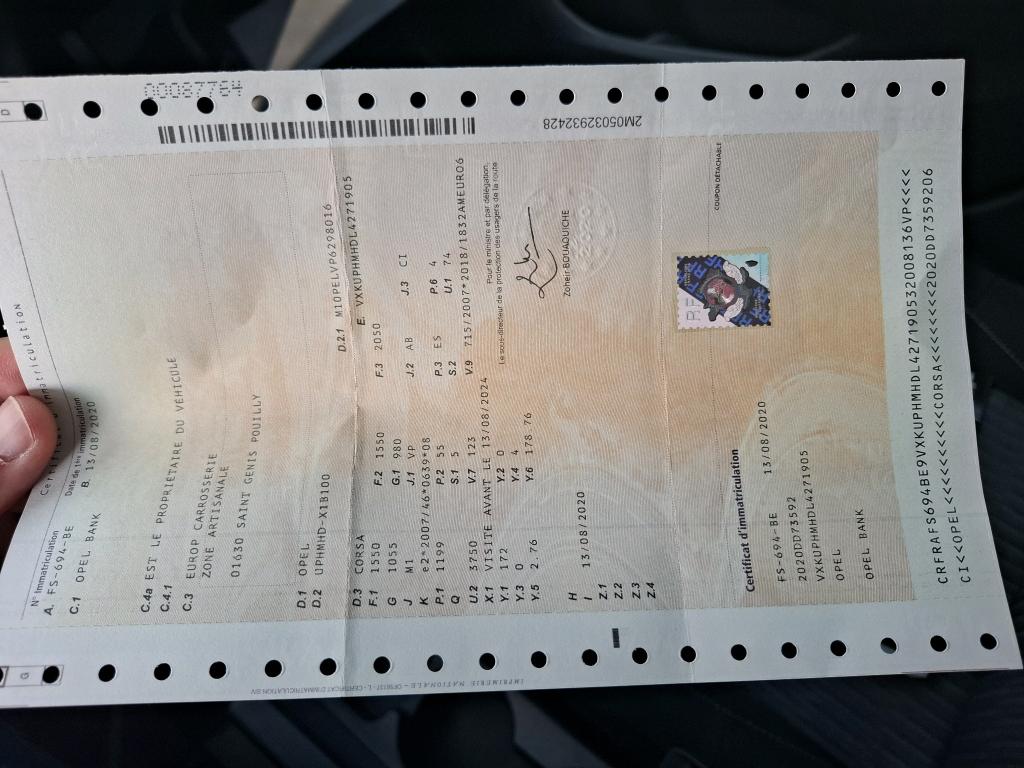 D
G
00087764
2M05032932428
Certificat d'immatriculation
N° Immatriculation
Date de 1ère immatriculation
A. FS-694-BE
B. 13/08/2020
C.1 OPEL BANK
C.4a EST LE PROPRIETAIRE DU VEHICULE
C.4.1
C.3 EUROP CARROSSERIE
ZONE ARTISANALE
01630 SAINT GENIS POUILLY
D.1 OPEL
D.2 UPHMHD-X1B100
D.2.1 M10PELVP6298016
D.3 CORSA
E. VXKUPHMHDL4271905
F.1 1550 F.2 1550 F.3 2050
G 1055 G.1 980
J M1 J.1 VP J.2 AB J.3 CI
K e2*2007/46*0639*08
P.1 1199 P.2 55 P.3 ES P.6 4
Q S.1 5 S.2 U.1 74
U.2 3750 V.7 123 V.9 715/2007*2018/1832AMEURO6
X.1 VISITE AVANT LE 13/08/2024
Y.1 172 Y.2 0
Y.3 0 Y.4 4
Y.5 2.76 Y.6 178.76
Pour le ministre et par délégation,
Le sous-directeur de la protection des usagers de la route
Zoheir BOUAOUICHE
H
I 13/08/2020
Z.1
Z.2
Z.3
Z.4
COUPON DÉTACHABLE
RF
Certificat d'immatriculation
FS-694-BE 13/08/2020
2020DD73592
VXKUPHMHDL4271905
OPEL
OPEL BANK
CRFRAFS694BE9VXKUPHMHDL4271905320081​36VP<<<<
CI<<OPEL<<<<<<<<<CORSA<<<<<<<<2020DD7359206
IMPRIMERIE NATIONALE - CERTIFICAT D'IMMATRICULATION